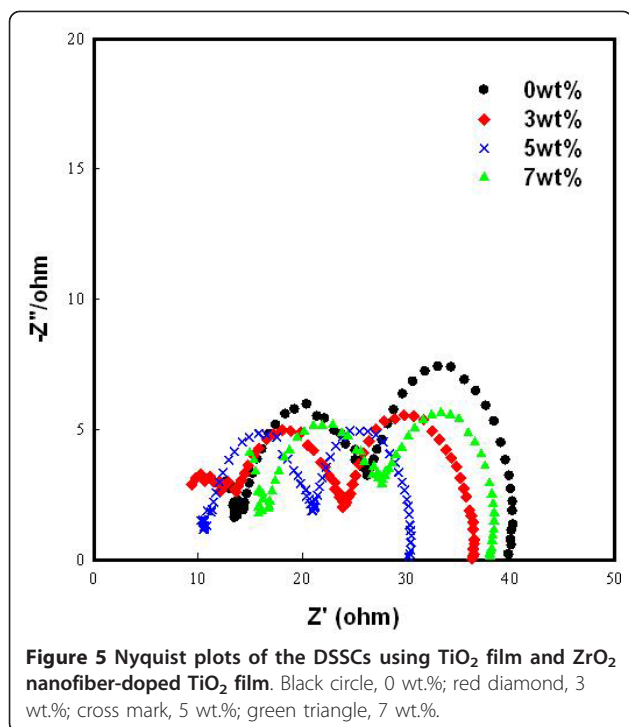 20
15
10
5
0
-Z"/ohm
0wt%
3wt%
5wt%
7wt%
0 10 20 30 40 50
Z' (ohm)
Figure 5 Nyquist plots of the DSSCs using TiO₂ film and ZrO₂
nanofiber-doped TiO₂ film. Black circle, 0 wt.%; red diamond, 3
wt.%; cross mark, 5 wt.%; green triangle, 7 wt.%.